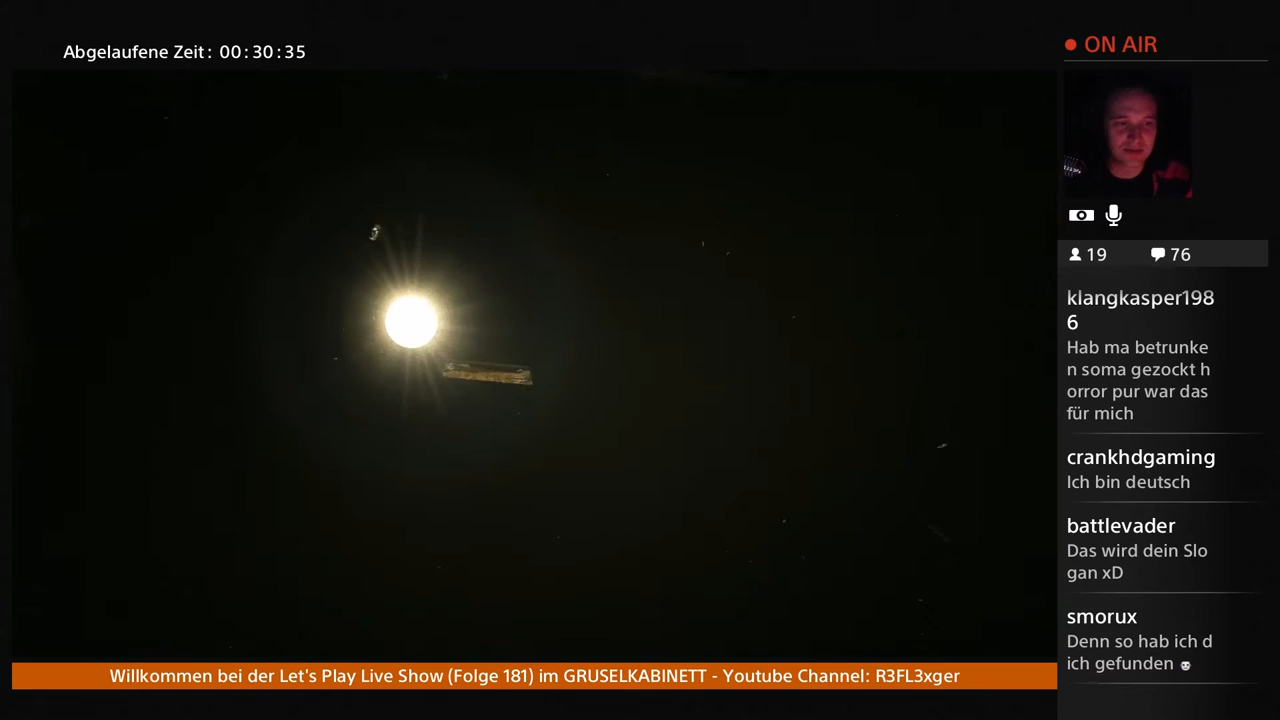 Abgelaufene Zeit: 00:30:35
ON AIR
19 76
klangkasper198
6
Hab ma betrunke
n soma gezockt h
orror pur war das
für mich
crankhdgaming
Ich bin deutsch
battlevader
Das wird dein Slo
gan xD
smorux
Denn so hab ich d
ich gefunden
Willkommen bei der Let's Play Live Show (Folge 181) im GRUSELKABINETT - Youtube Channel: R3FL3xger